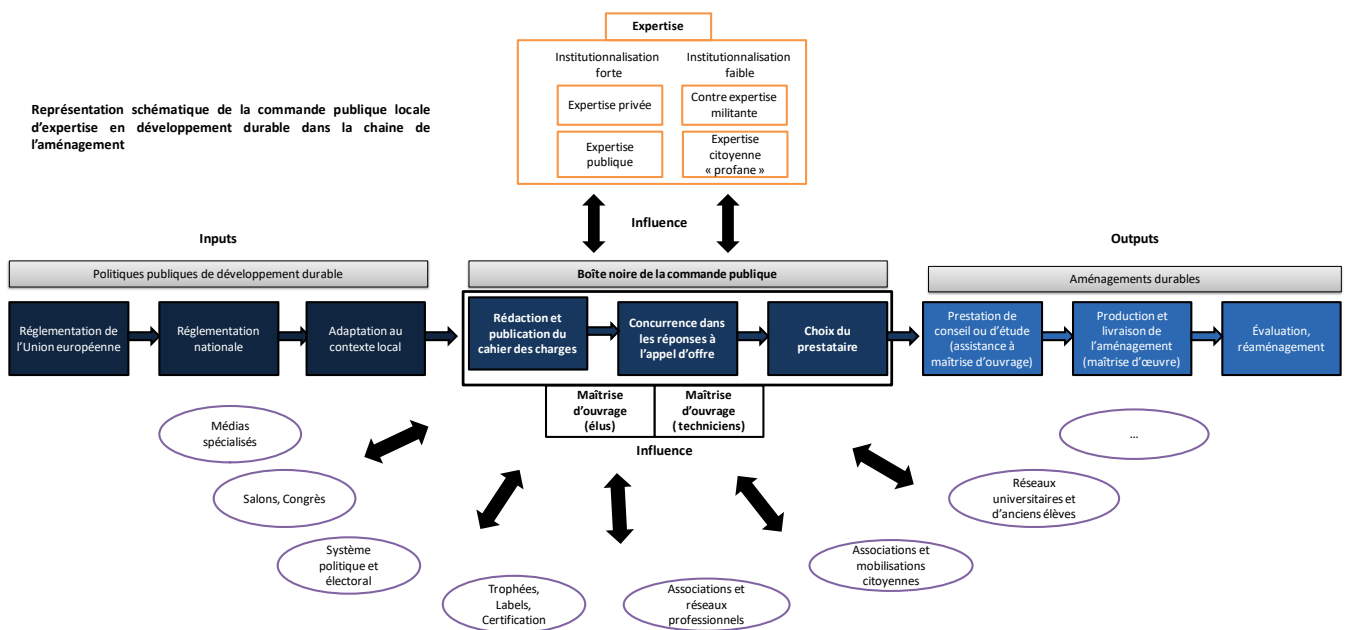 Expertise
Institutionnalisation
forte
Institutionnalisation
faible
Expertise privée
Contre expertise
militante
Expertise
publique
Expertise
citoyenne
« profane »
Représentation schématique de la commande publique locale
d’expertise en développement durable dans la chaine de
l’aménagement
Influence
Inputs
Outputs
Politiques publiques de développement durable
Boîte noire de la commande publique
Aménagements durables
Réglementation de
l’Union européenne
Réglementation
nationale
Adaptation au
contexte local
Rédaction et
publication du
cahier des charges
Concurrence dans
les réponses à
l’appel d’offre
Choix du
prestataire
Prestation de
conseil ou d’étude
(assistance à
maîtrise d’ouvrage)
Production et
livraison de
l’aménagement
(maîtrise d’œuvre)
Évaluation,
réaménagement
Maîtrise
d’ouvrage
(élus)
Maîtrise
d’ouvrage
( techniciens)
Influence
Médias
spécialisés
Salons, Congrès
Système
politique et
électoral
Trophées,
Labels,
Certification
Associations et
réseaux
professionnels
Associations et
mobilisations
citoyennes
Réseaux
universitaires et
d’anciens élèves
…